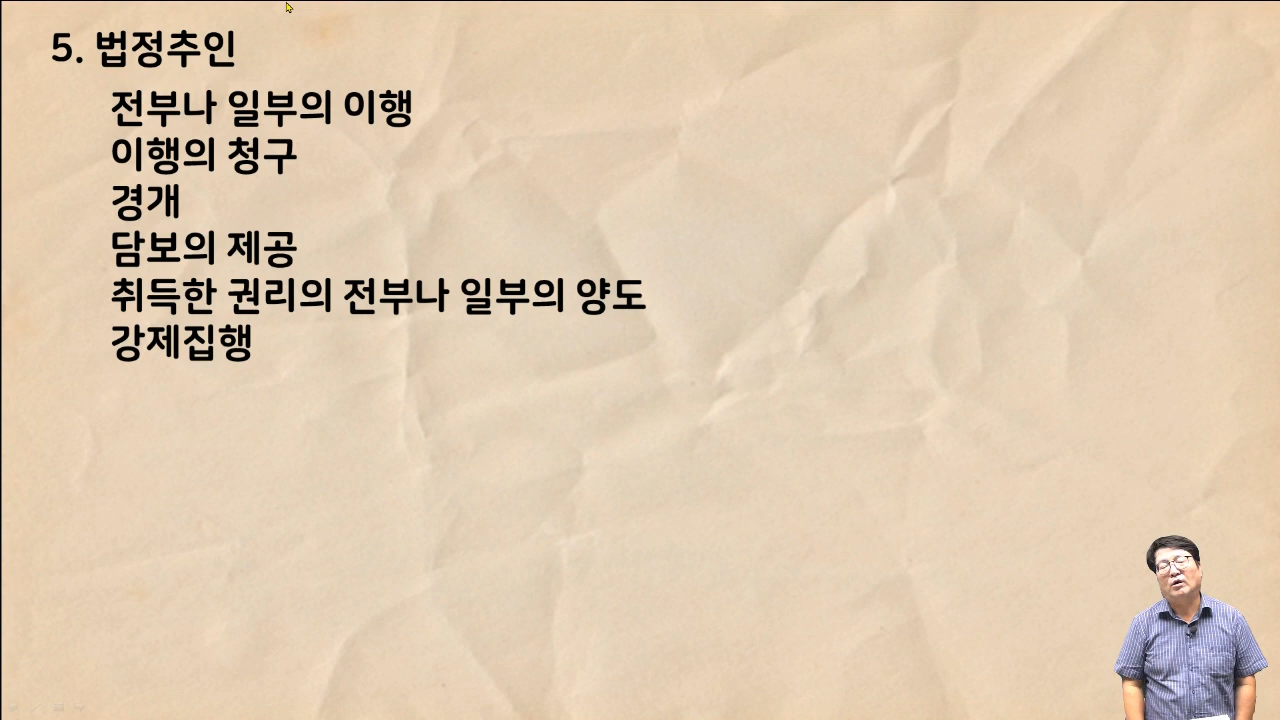 5. 법정추인
전부나 일부의 이행
이행의 청구
경개
담보의 제공
취득한 권리의 전부나 일부의 양도
강제집행